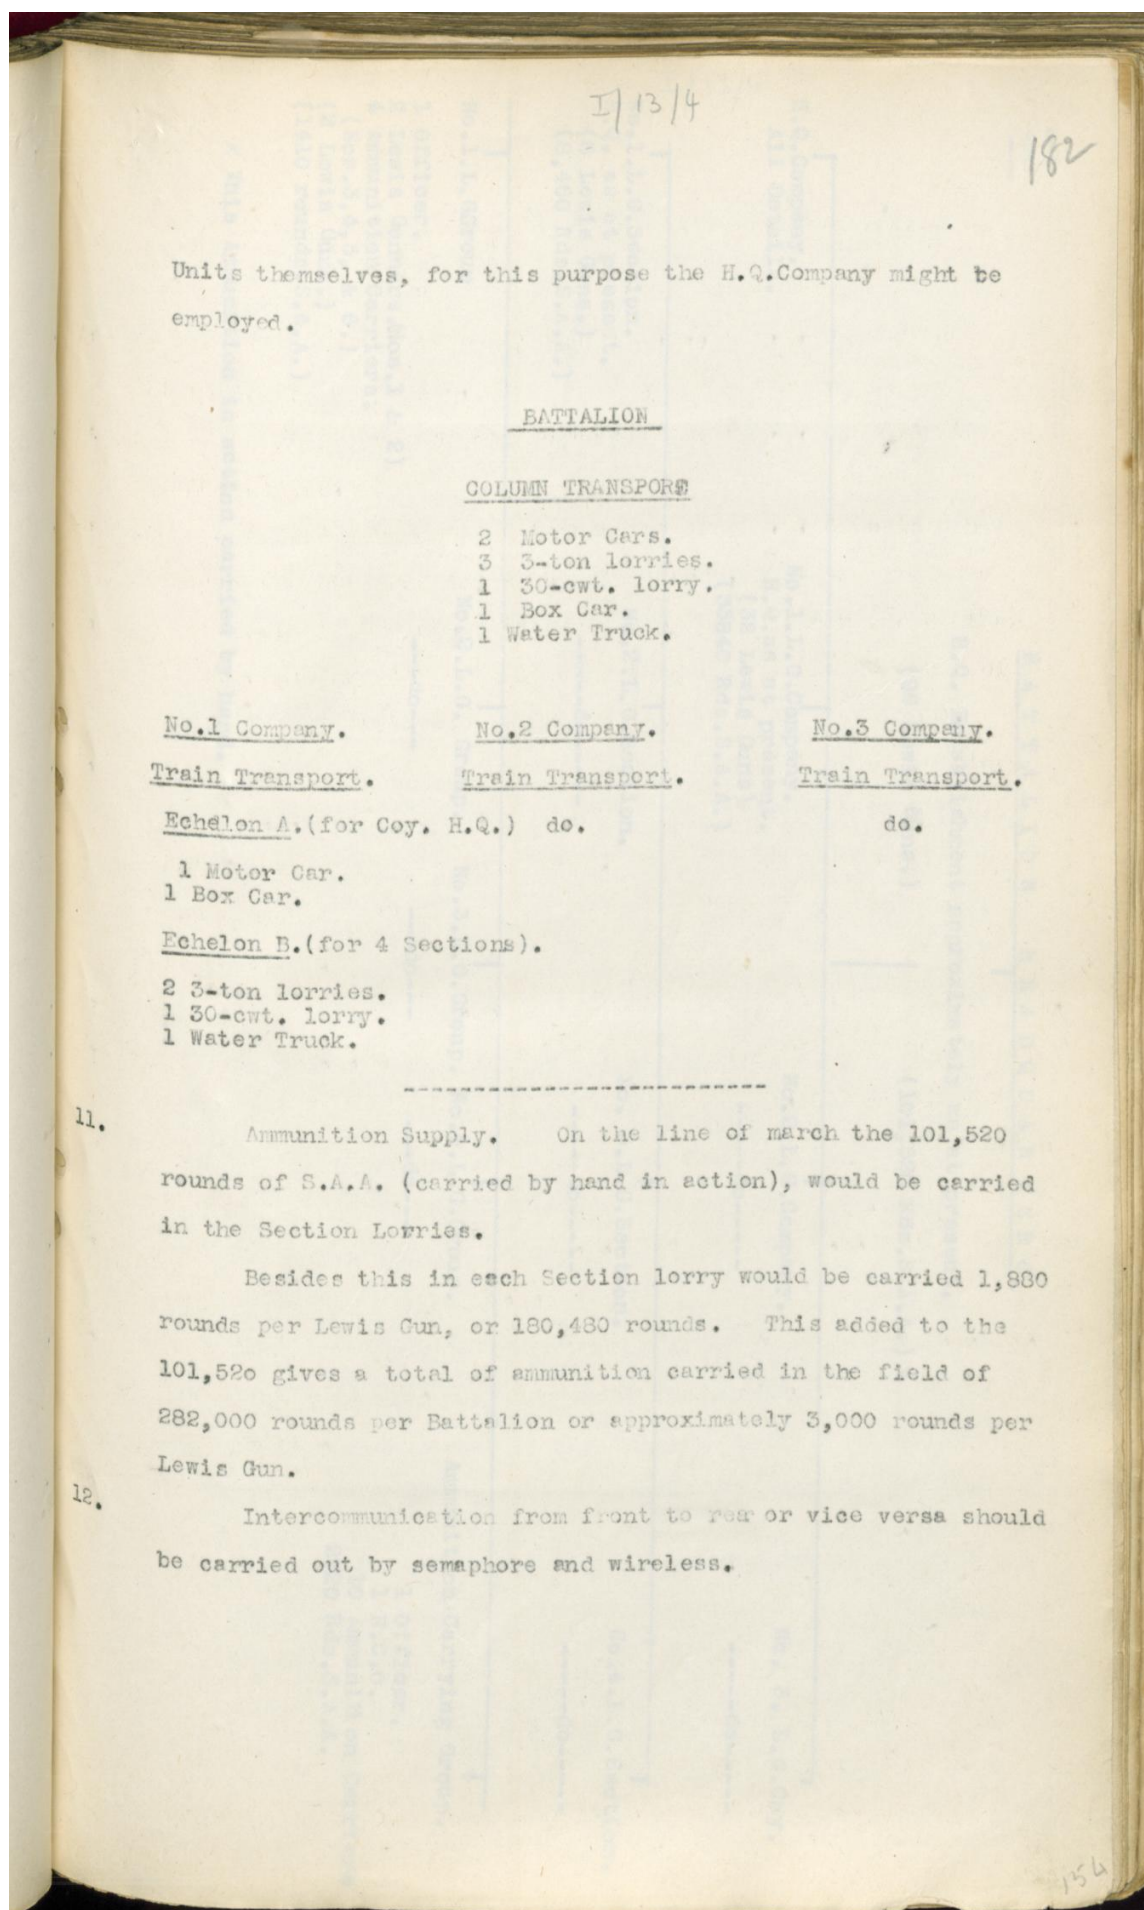 I/13/4
182
Units themselves, for this purpose the H.Q.Company might be
employed.
BATTALION
COLUMN TRANSPORT
2 Motor Cars.
3 3-ton lorries.
1 30-cwt. lorry.
1 Box Car.
1 Water Truck.
No.1 Company. No.2 Company. No.3 Company.
Train Transport. Train Transport. Train Transport.
Echelon A.(for Coy. H.Q.) do. do.
1 Motor Car.
1 Box Car.
Echelon B.(for 4 Sections).
2 3-ton lorries.
1 30-cwt. lorry.
1 Water Truck.
---------------------------
11. Ammunition Supply. On the line of march the 101,520
rounds of S.A.A. (carried by hand in action), would be carried
in the Section Lorries.
Besides this in each Section lorry would be carried 1,880
rounds per Lewis Gun, or 180,480 rounds. This added to the
101,52o gives a total of ammunition carried in the field of
282,000 rounds per Battalion or approximately 3,000 rounds per
Lewis Gun.
12. Intercommunication from front to rear or vice versa should
be carried out by semaphore and wireless.
154